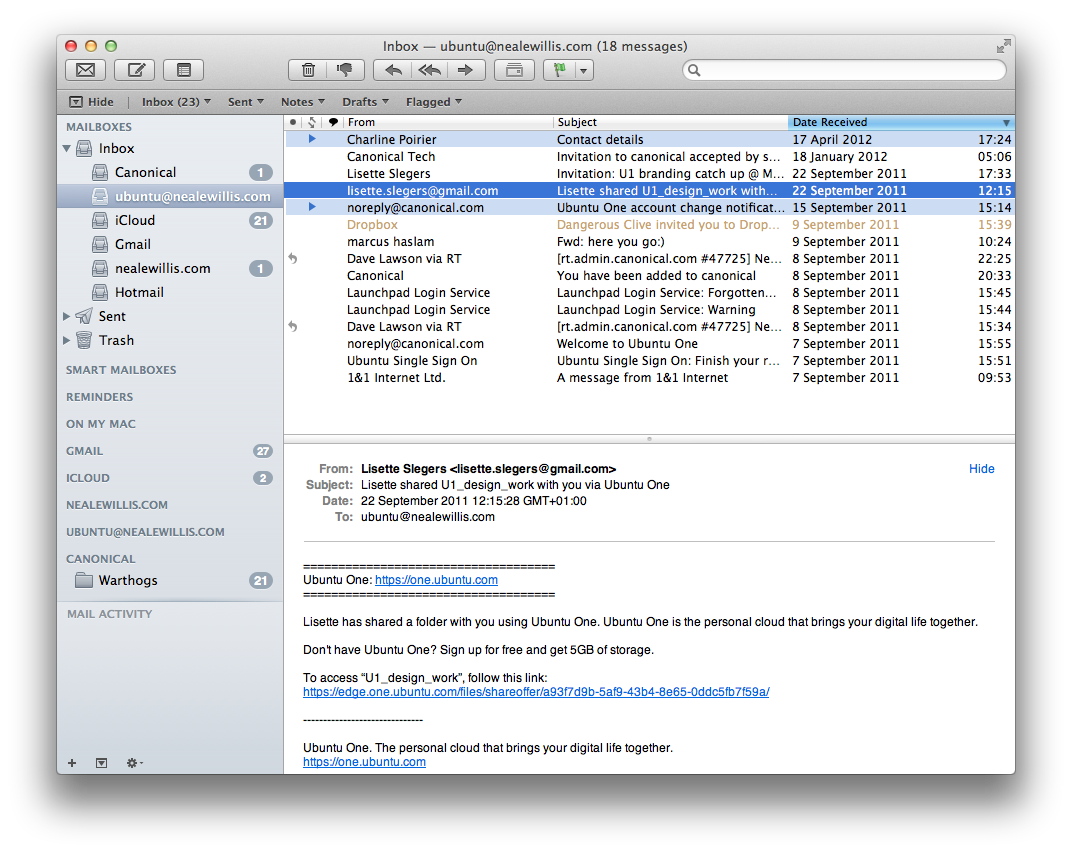 Inbox — ubuntu@nealewillis.com (18 messages)
Hide Inbox (23) Sent Notes Drafts Flagged
MAILBOXES
Inbox
Canonical 1
ubuntu@nealewillis.com
iCloud 21
Gmail
nealewillis.com 1
Hotmail
Sent
Trash
SMART MAILBOXES
REMINDERS
ON MY MAC
GMAIL 27
ICLOUD 2
NEALEWILLIS.COM
UBUNTU@NEALEWILLIS.COM
CANONICAL
Warthogs 21
MAIL ACTIVITY
From Subject Date Received
Charline Poirier Contact details 17 April 2012 17:24
Canonical Tech Invitation to canonical accepted by s... 18 January 2012 05:06
Lisette Slegers Invitation: U1 branding catch up @ M... 22 September 2011 17:33
lisette.slegers@gmail.com Lisette shared U1_design_work with... 22 September 2011 12:15
noreply@canonical.com Ubuntu One account change notificat... 15 September 2011 15:14
Dropbox Dangerous Clive invited you to Drop... 9 September 2011 15:39
marcus haslam Fwd: here you go:) 9 September 2011 10:24
Dave Lawson via RT [rt.admin.canonical.com #47725] Ne... 8 September 2011 22:25
Canonical You have been added to canonical 8 September 2011 20:33
Launchpad Login Service Launchpad Login Service: Forgotten... 8 September 2011 15:45
Launchpad Login Service Launchpad Login Service: Warning 8 September 2011 15:44
Dave Lawson via RT [rt.admin.canonical.com #47725] Ne... 8 September 2011 15:34
noreply@canonical.com Welcome to Ubuntu One 7 September 2011 15:55
Ubuntu Single Sign On Ubuntu Single Sign On: Finish your r... 7 September 2011 15:51
1&1 Internet Ltd. A message from 1&1 Internet 7 September 2011 09:53
From: Lisette Slegers <lisette.slegers@gmail.com> Hide
Subject: Lisette shared U1_design_work with you via Ubuntu One
Date: 22 September 2011 12:15:28 GMT+01:00
To: ubuntu@nealewillis.com
====================================
Ubuntu One: https://one.ubuntu.com
====================================
Lisette has shared a folder with you using Ubuntu One. Ubuntu One is the personal cloud that brings your digital life together.
Don't have Ubuntu One? Sign up for free and get 5GB of storage.
To access “U1_design_work”, follow this link:
https://edge.one.ubuntu.com/files/shareoffer/a93f7d9b-5af9-43b4-8e65-0ddc5fb7f59a/
------------------------------
Ubuntu One. The personal cloud that brings your digital life together.
https://one.ubuntu.com